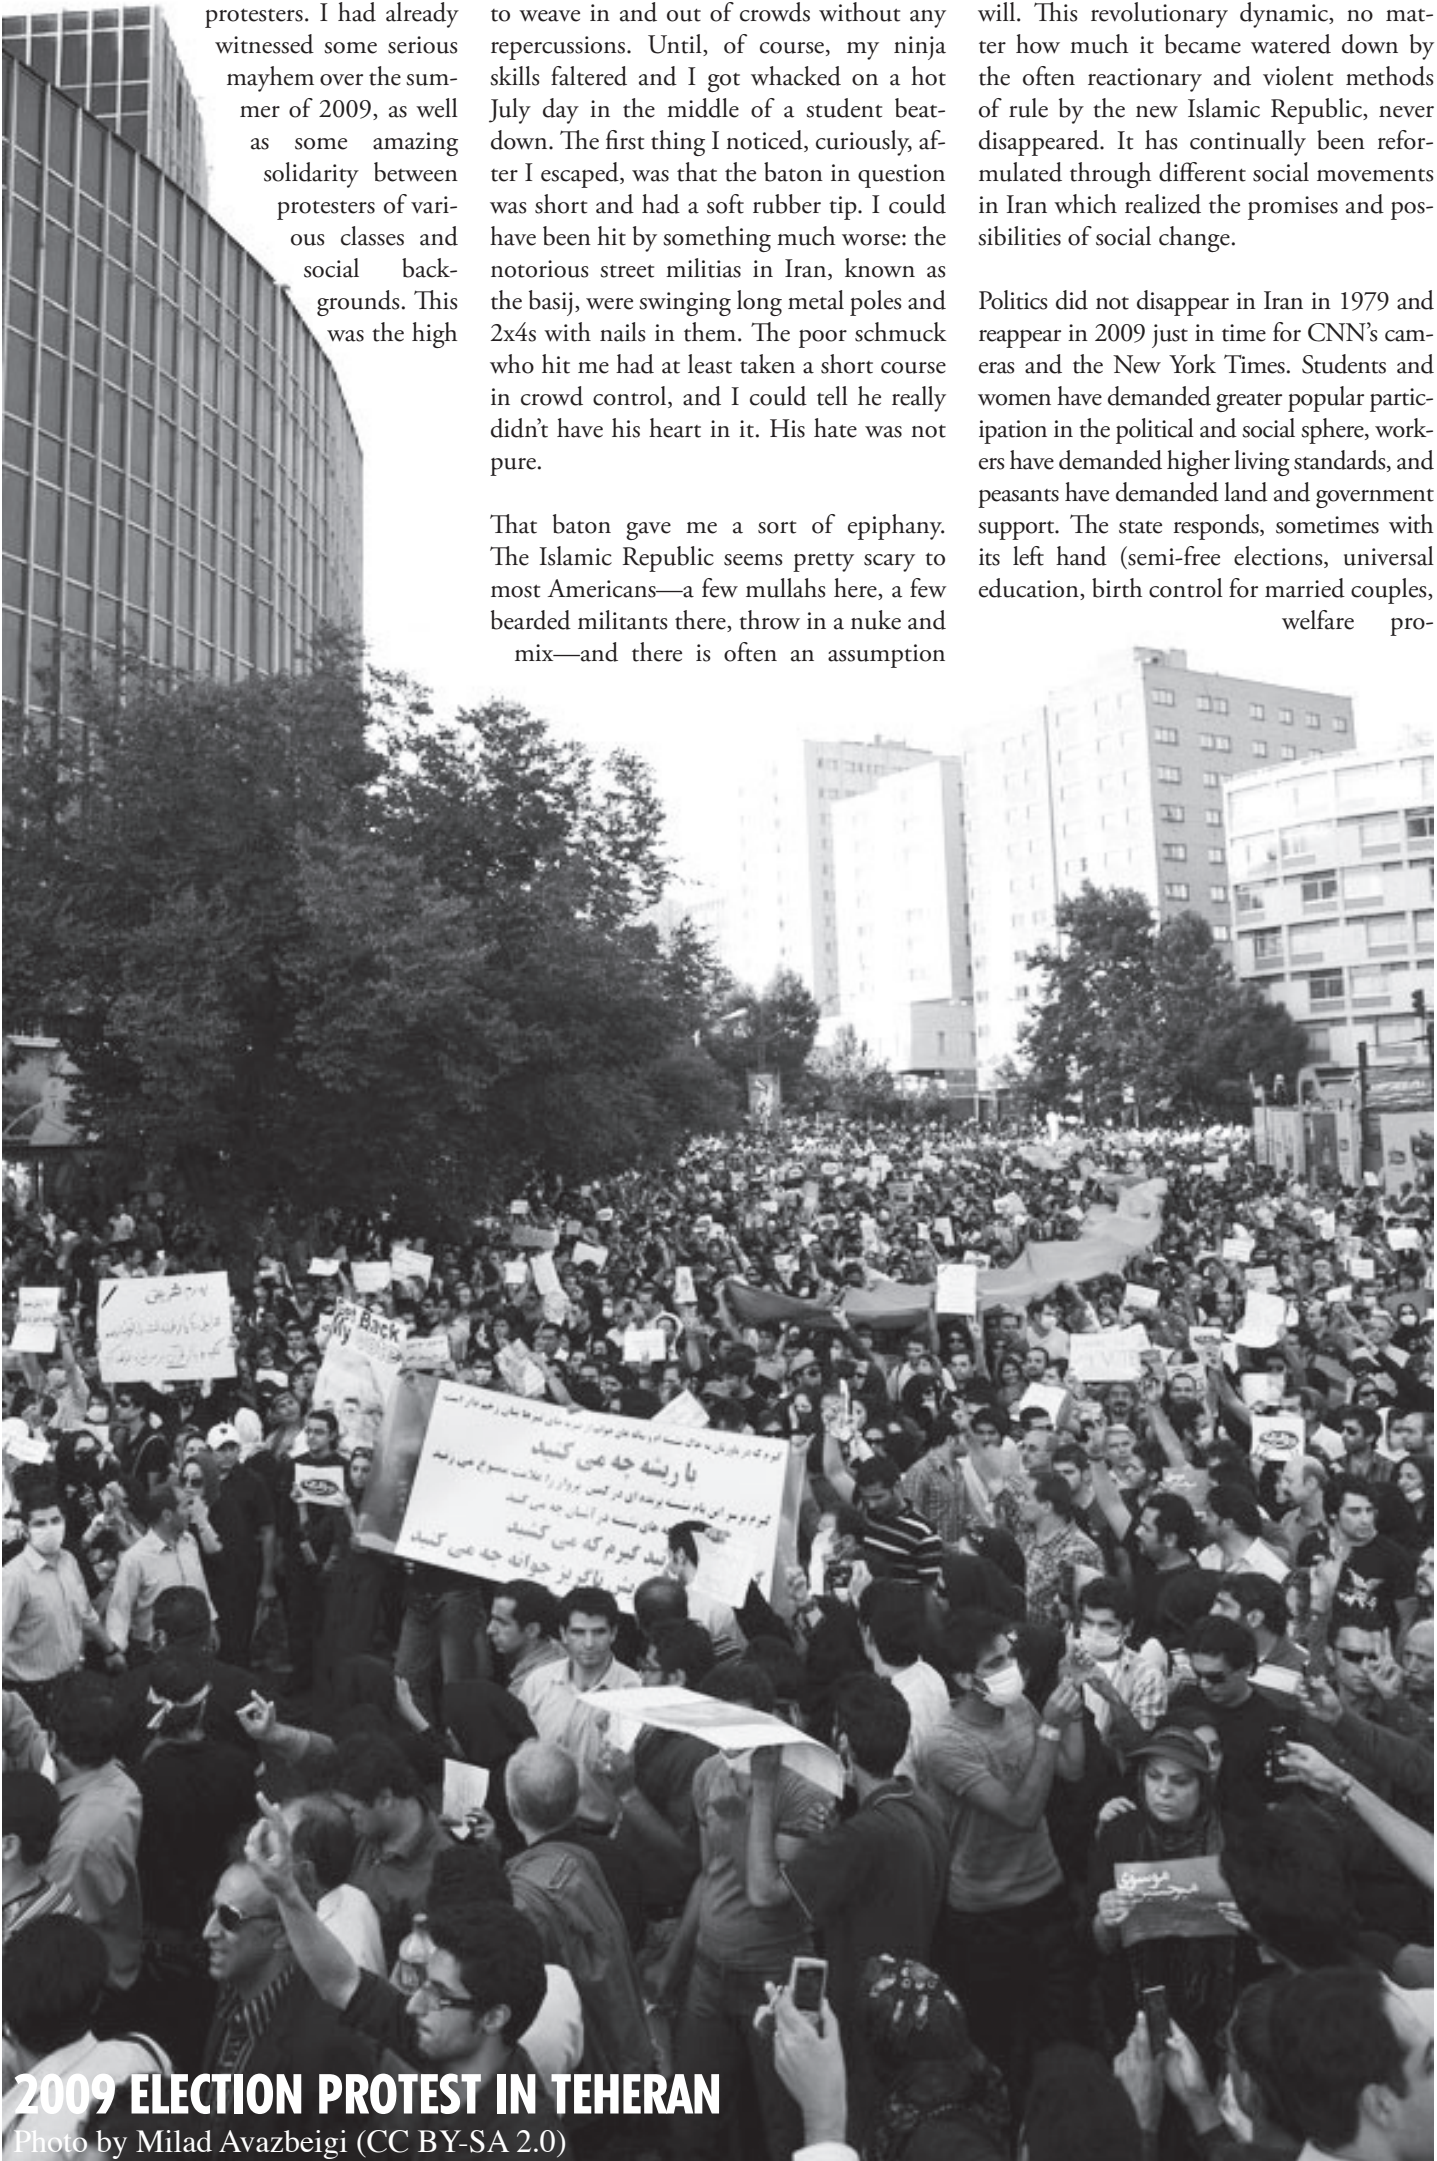 protesters. I had already
witnessed some serious
mayhem over the sum-
mer of 2009, as well
as some amazing
solidarity between
protesters of vari-
ous classes and
social back-
grounds. This
was the high
to weave in and out of crowds without any
repercussions. Until, of course, my ninja
skills faltered and I got whacked on a hot
July day in the middle of a student beat-
down. The first thing I noticed, curiously, af-
ter I escaped, was that the baton in question
was short and had a soft rubber tip. I could
have been hit by something much worse: the
notorious street militias in Iran, known as
the basij, were swinging long metal poles and
2x4s with nails in them. The poor schmuck
who hit me had at least taken a short course
in crowd control, and I could tell he really
didn’t have his heart in it. His hate was not
pure.
That baton gave me a sort of epiphany.
The Islamic Republic seems pretty scary to
most Americans—a few mullahs here, a few
bearded militants there, throw in a nuke and
mix—and there is often an assumption
will. This revolutionary dynamic, no mat-
ter how much it became watered down by
the often reactionary and violent methods
of rule by the new Islamic Republic, never
disappeared. It has continually been refor-
mulated through different social movements
in Iran which realized the promises and pos-
sibilities of social change.
Politics did not disappear in Iran in 1979 and
reappear in 2009 just in time for CNN’s cam-
eras and the New York Times. Students and
women have demanded greater popular partic-
ipation in the political and social sphere, work-
ers have demanded higher living standards, and
peasants have demanded land and government
support. The state responds, sometimes with
its left hand (semi-free elections, universal
education, birth control for married couples,
welfare pro-
Back
با ریشه چه می کنید
گیرم که می کشید
جوانه چه می کنید
موسوی
2009 ELECTION PROTEST IN TEHERAN
Photo by Milad Avazbeigi (CC BY-SA 2.0)